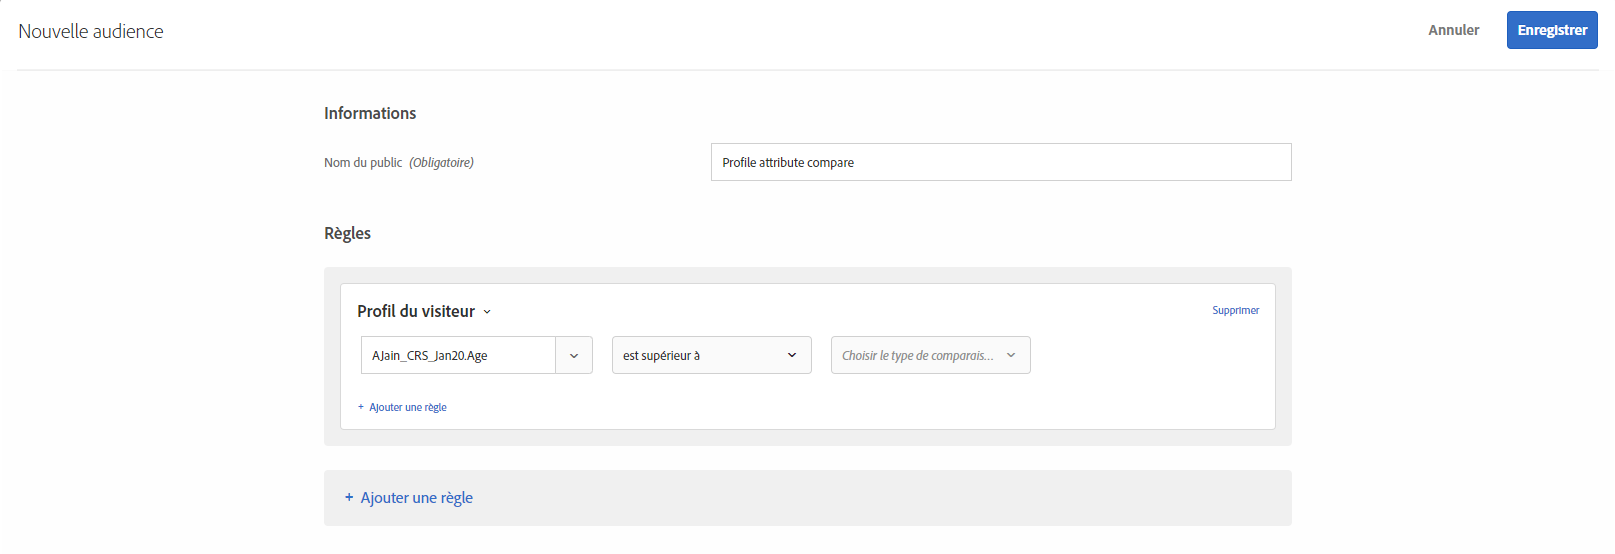 Nouvelle audience
Annuler
Enregistrer
Informations
Nom du public (Obligatoire)
Profile attribute compare
Règles
Profil du visiteur
Supprimer
AJain_CRS_Jan20.Age
est supérieur à
Choisir le type de comparais...
+ Ajouter une règle
+ Ajouter une règle